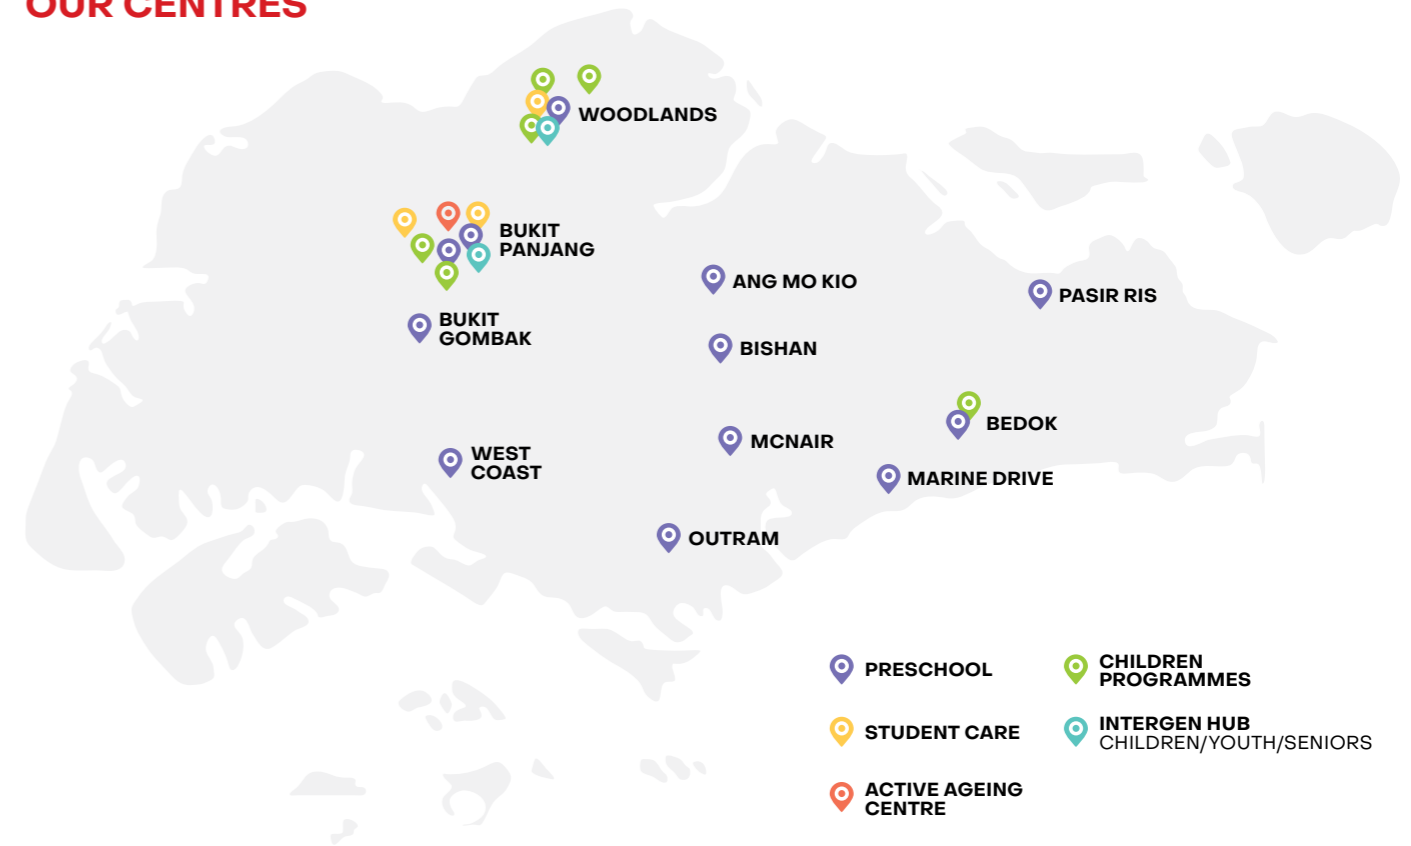 OUR CENTRES
WOODLANDS
BUKIT
PANJANG
BUKIT
GOMBAK
ANG MO KIO
PASIR RIS
BISHAN
BEDOK
MCNAIR
WEST
COAST
MARINE DRIVE
OUTRAM
PRESCHOOL
STUDENT CARE
ACTIVE AGEING
CENTRE
CHILDREN
PROGRAMMES
INTERGEN HUB
CHILDREN/YOUTH/SENIORS